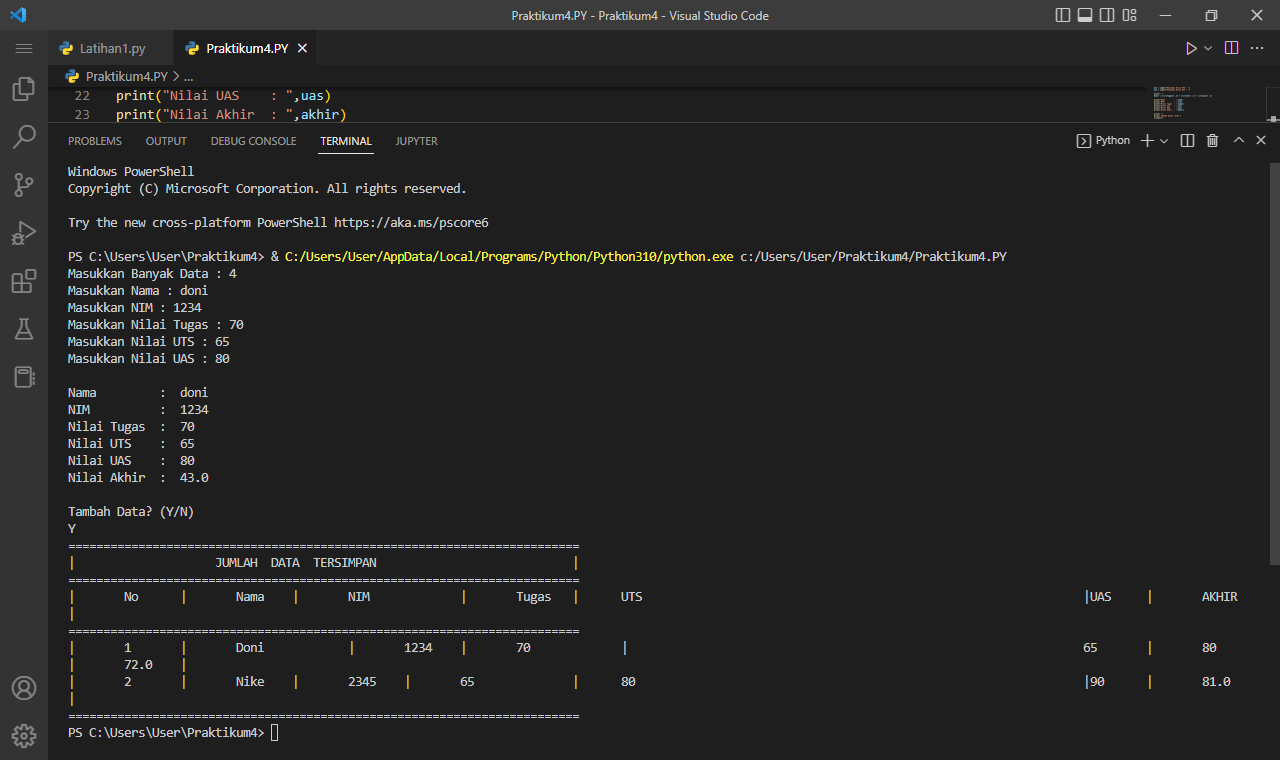 Praktikum4.PY - Praktikum4 - Visual Studio Code
Latihan1.py Praktikum4.PY
Praktikum4.PY > ...
22 print("Nilai UAS    : ",uas)
23 print("Nilai Akhir  : ",akhir)
PROBLEMS OUTPUT DEBUG CONSOLE TERMINAL JUPYTER Python
Windows PowerShell
Copyright (C) Microsoft Corporation. All rights reserved.
Try the new cross-platform PowerShell https://aka.ms/pscore6
PS C:\Users\User\Praktikum4> & C:/Users/User/AppData/Local/Programs/Python/Python310/python.exe c:/Users/User/Praktikum4/Praktikum4.PY
Masukkan Banyak Data : 4
Masukkan Nama : doni
Masukkan NIM : 1234
Masukkan Nilai Tugas : 70
Masukkan Nilai UTS : 65
Masukkan Nilai UAS : 80
Nama         :  doni
NIM          :  1234
Nilai Tugas  :  70
Nilai UTS    :  65
Nilai UAS    :  80
Nilai Akhir  :  43.0
Tambah Data? (Y/N)
Y
=========================================================================
|                    JUMLAH  DATA  TERSIMPAN                            |
=========================================================================
|       No      |       Nama    |       NIM             |       Tugas   |      UTS      |UAS     |       AKHIR
|
=========================================================================
|       1       |       Doni            |       1234    |       70             |      65       |       80
|       72.0    |
|       2       |       Nike    |       2345    |       65              |      80      |90      |       81.0
|
=========================================================================
PS C:\Users\User\Praktikum4>